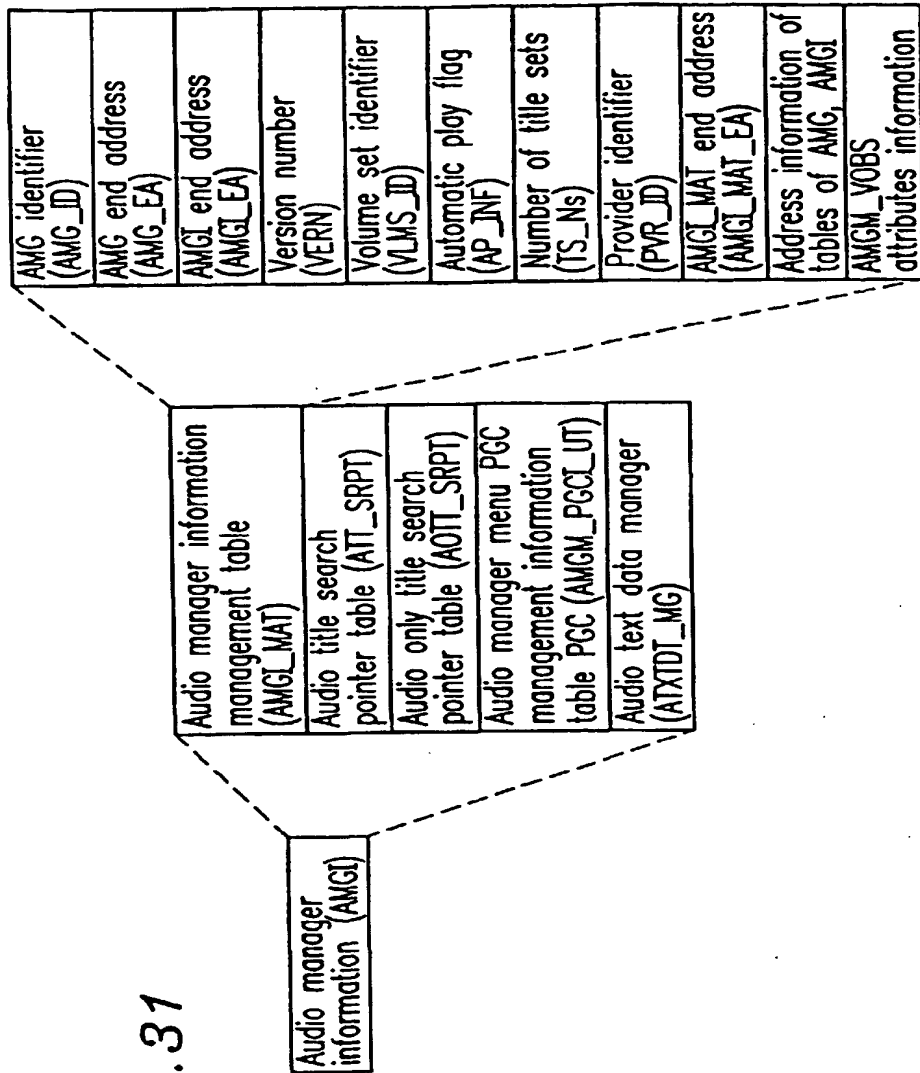 .31
Audio manager
information (AMGI)
Audio manager information
management table
(AMGI_MAT)
Audio title search
pointer table (ATT_SRPT)
Audio only title search
pointer table (AOTT_SRPT)
Audio manager menu PGC
management information
table PGC (AMGM_PGCI_UT)
Audio text data manager
(ATXTDT_MG)
AMG identifier
(AMG_ID)
AMG end address
(AMG_EA)
AMGI end address
(AMGI_EA)
Version number
(VERN)
Volume set identifier
(VLMS_ID)
Automatic play flag
(AP_INF)
Number of title sets
(TS_Ns)
Provider identifier
(PVR_ID)
AMGI_MAT end address
(AMGI_MAT_EA)
Address information of
tables of AMG, AMGI
AMGM_VOBS
attributes information